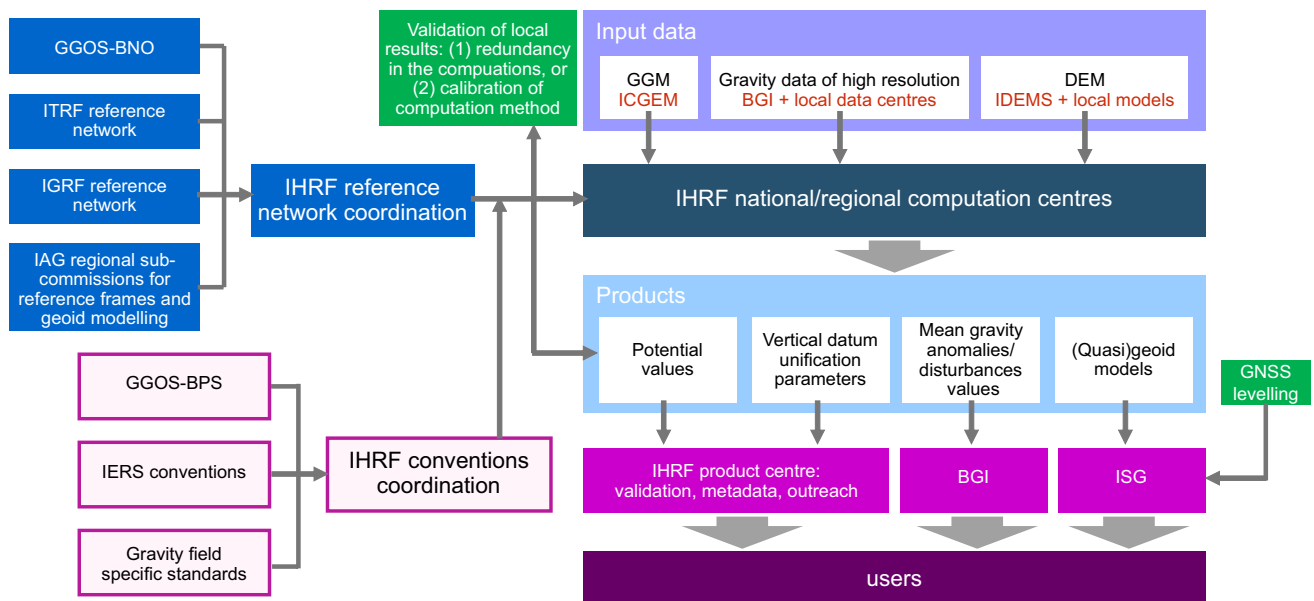 GGOS-BNO
ITRF reference
network
IGRF reference
network
IAG regional sub-
commissions for
reference frames and
geoid modelling
IHRF reference
network coordination
Validation of local
results: (1) redundancy
in the compuations, or
(2) calibration of
computation method
Input data
GGM
ICGEM
Gravity data of high resolution
BGI + local data centres
DEM
IDEMS + local models
IHRF national/regional computation centres
Products
Potential
values
Vertical datum
unification
parameters
Mean gravity
anomalies/
disturbances
values
(Quasi)geoid
models
GNSS
levelling
GGOS-BPS
IERS conventions
Gravity field
specific standards
IHRF conventions
coordination
IHRF product centre:
validation, metadata, outreach
BGI
ISG
users